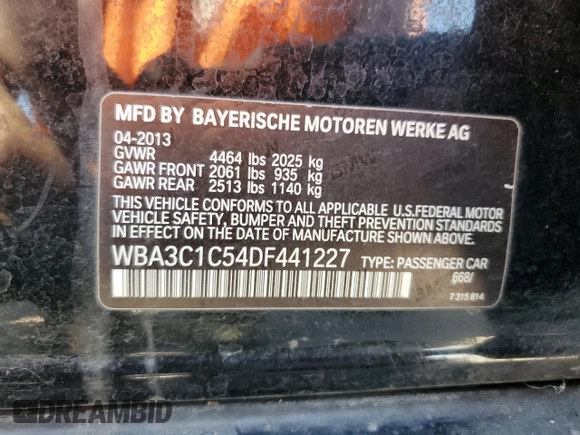 MFD BY BAYERISCHE MOTOREN WERKE AG
04-2013
GVWR 4464 lbs 2025 kg
GAWR FRONT 2061 lbs 935 kg
GAWR REAR 2513 lbs 1140 kg
THIS VEHICLE CONFORMS TO ALL APPLICABLE U.S.FEDERAL MOTOR
VEHICLE SAFETY, BUMPER AND THEFT PREVENTION STANDARDS
IN EFFECT ON THE DATE OF MANUFACTURE SHOWN ABOVE.
WBA3C1C54DF441227 TYPE: PASSENGER CAR
668/
7315814
DREAMBID